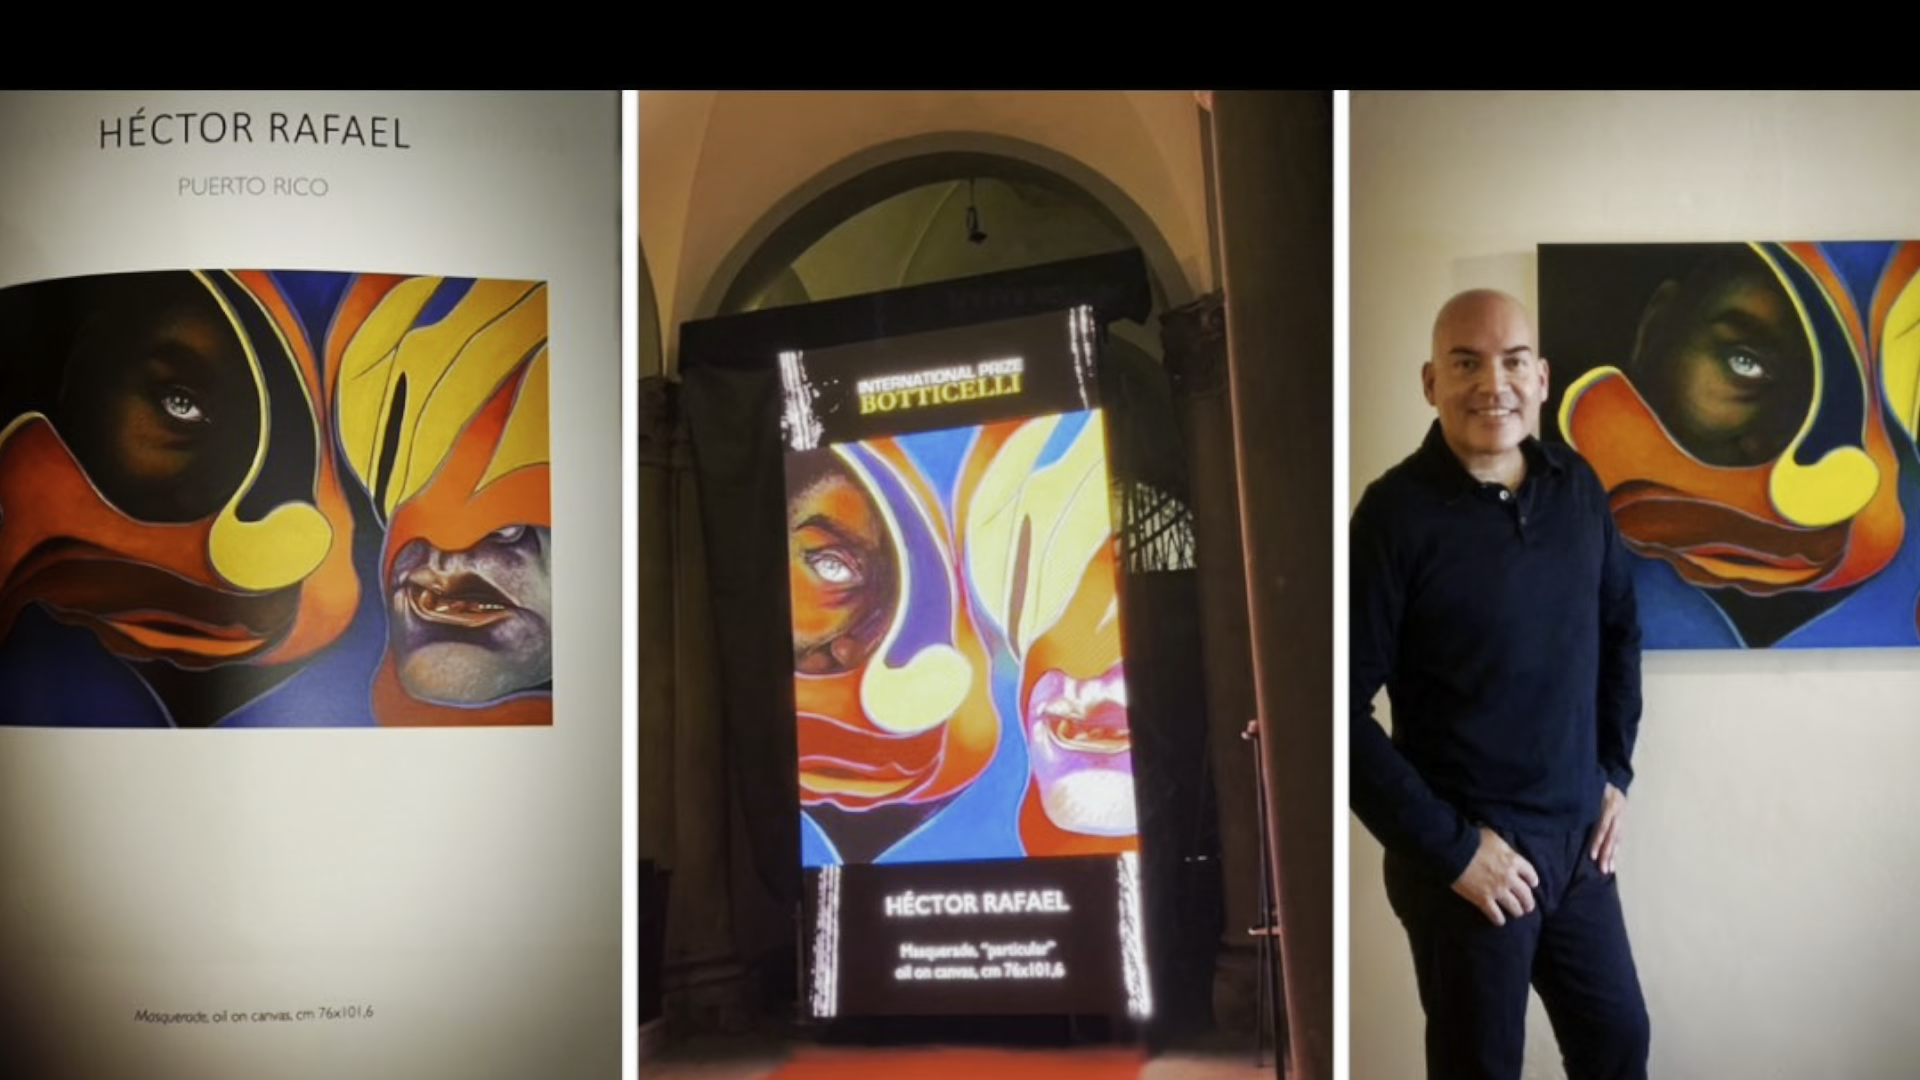 HÉCTOR RAFAEL
PUERTO RICO
Masquerade, oil on canvas, cm 76x101,6
INTERNATIONAL PRIZE
BOTTICELLI
HÉCTOR RAFAEL
Masquerade, "particular"
oil on canvas, cm 76x101,6